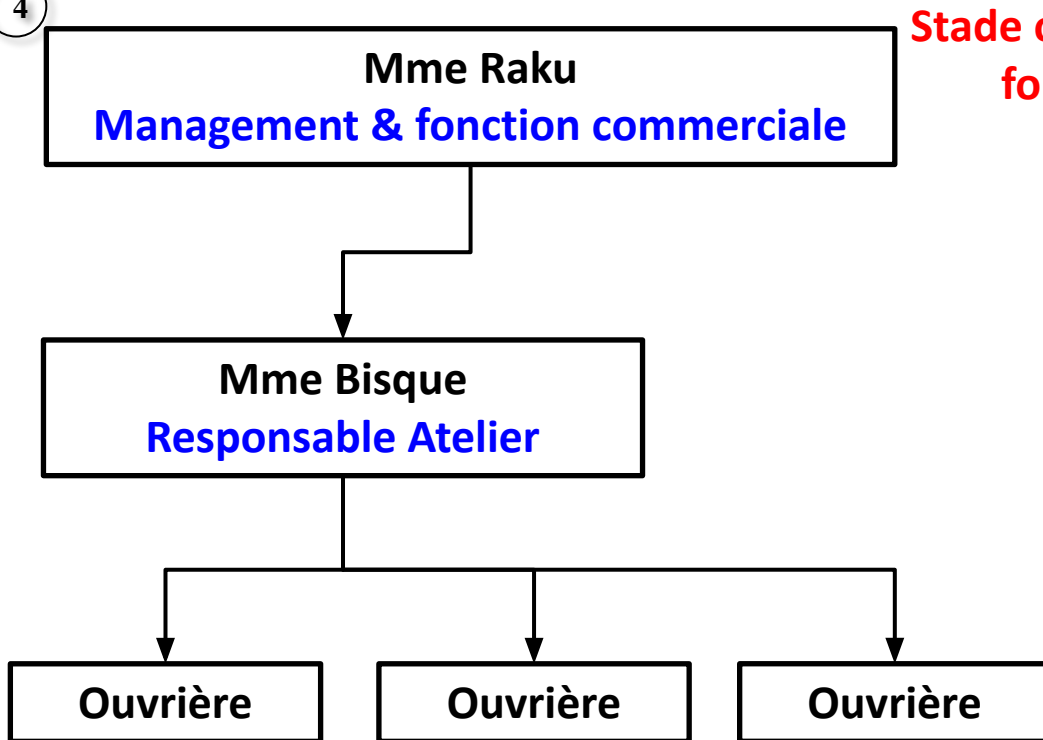 4
Stade
fo
Mme Raku
Management & fonction commerciale
Mme Bisque
Responsable Atelier
Ouvrière
Ouvrière
Ouvrière